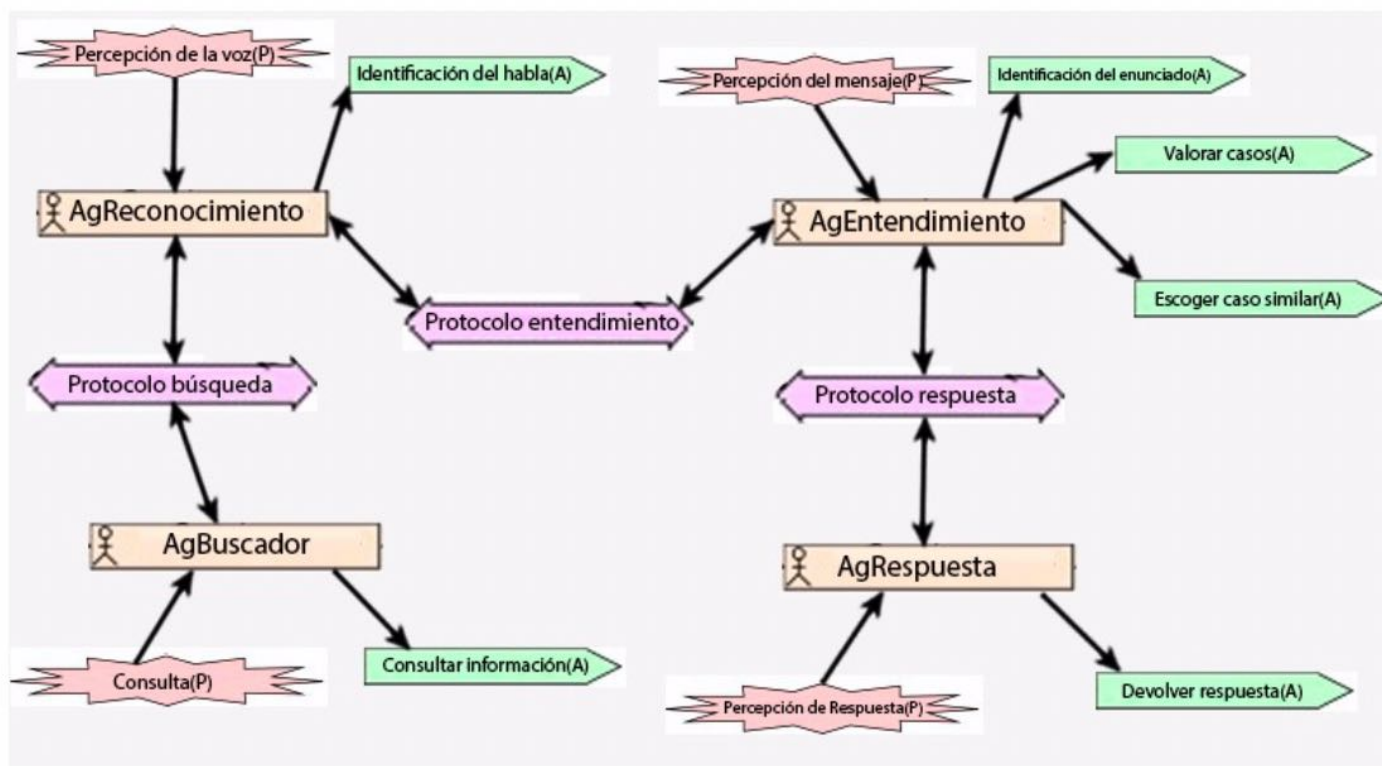 Percepción de la voz(P)
Identificación del habla(A)
Percepción del mensaje(P)
Identificación del enunciado(A)
Valorar casos(A)
AgReconocimiento
AgEntendimiento
Escoger caso similar(A)
Protocolo entendimiento
Protocolo búsqueda
Protocolo respuesta
AgBuscador
AgRespuesta
Consulta(P)
Consultar información(A)
Percepción de Respuesta(P)
Devolver respuesta(A)